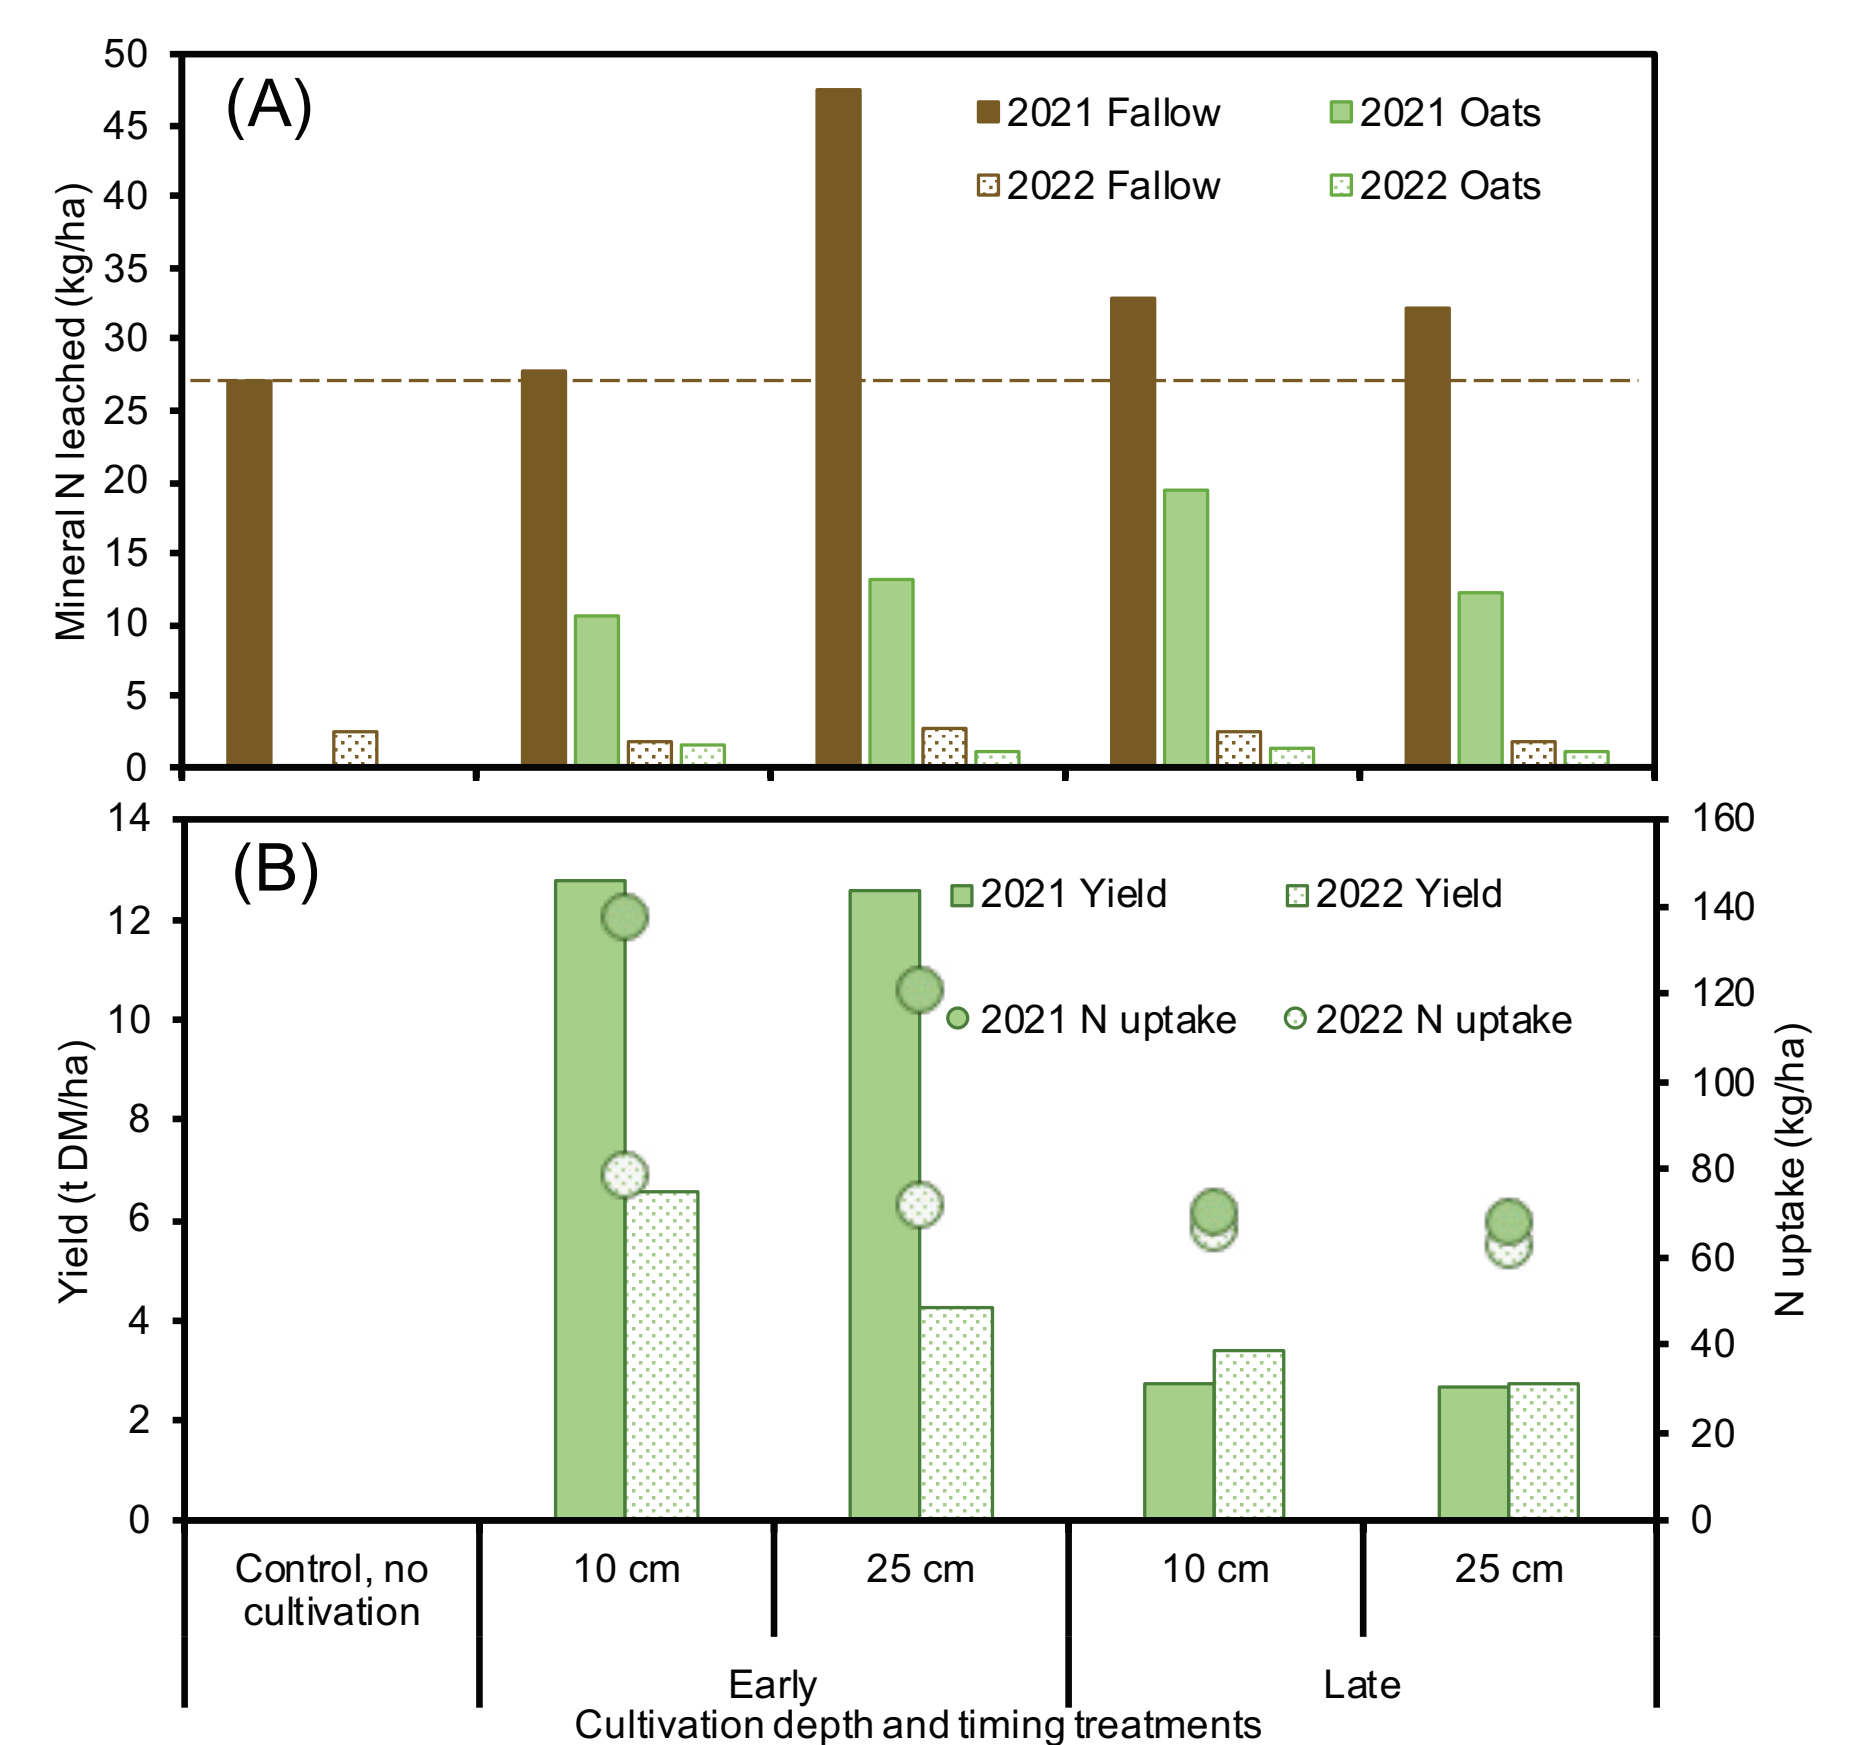 (A)
2021 Fallow
2021 Oats
2022 Fallow
2022 Oats
Mineral N leached (kg/ha)
50
45
40
35
30
25
20
15
10
5
0
(B)
2021 Yield
2022 Yield
2021 N uptake
2022 N uptake
Yield (t DM/ha)
14
12
10
8
6
4
2
0
160
140
120
100
80
60
40
20
0
N uptake (kg/ha)
Control, no
cultivation
10 cm
25 cm
10 cm
25 cm
Early
Late
Cultivation depth and timing treatments